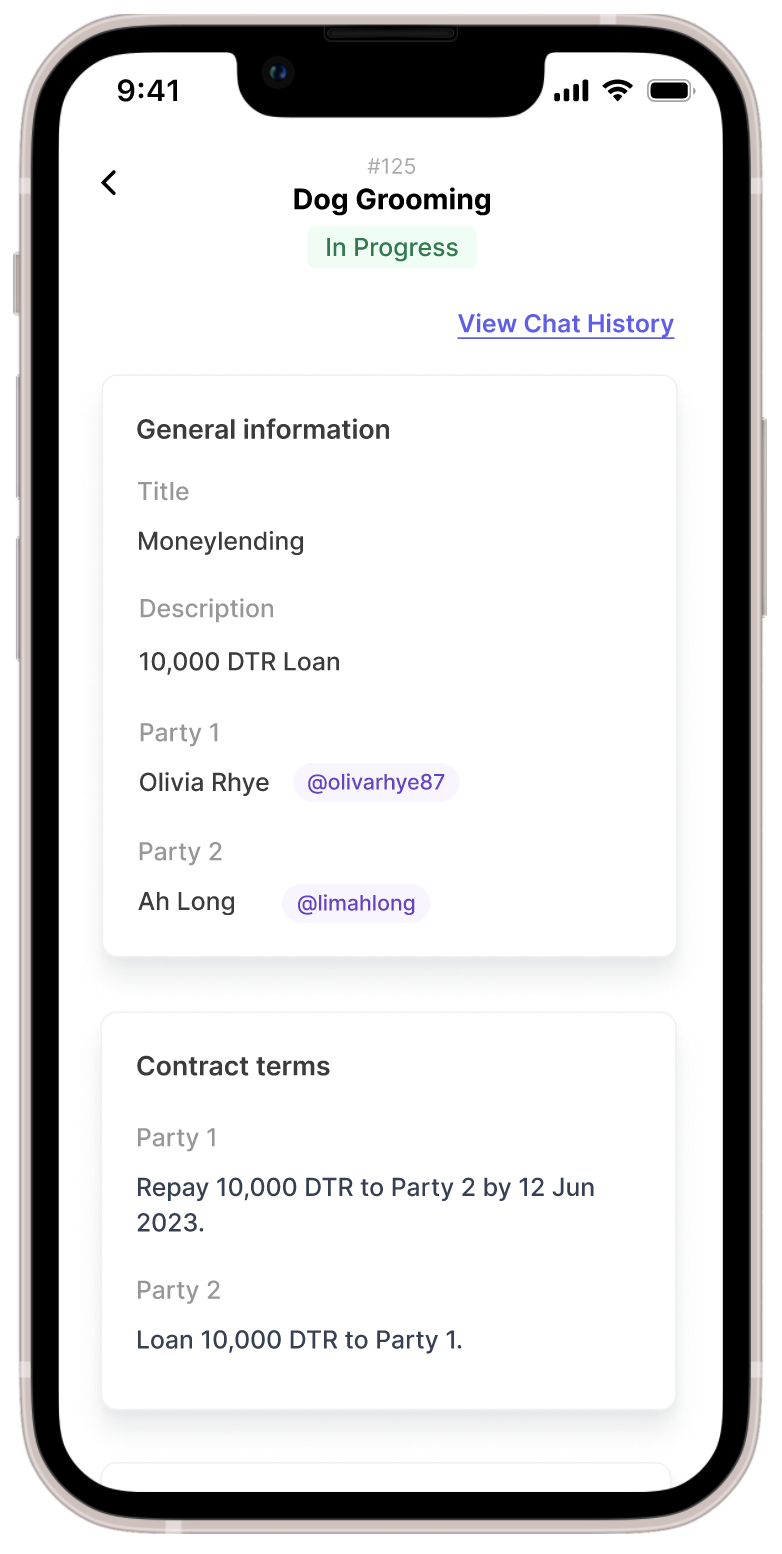 9:41
#125
Dog Grooming
In Progress
View Chat History
General information
Title
Moneylending
Description
10,000 DTR Loan
Party 1
Olivia Rhye @olivarhye87
Party 2
Ah Long @limahlong
Contract terms
Party 1
Repay 10,000 DTR to Party 2 by 12 Jun
2023.
Party 2
Loan 10,000 DTR to Party 1.